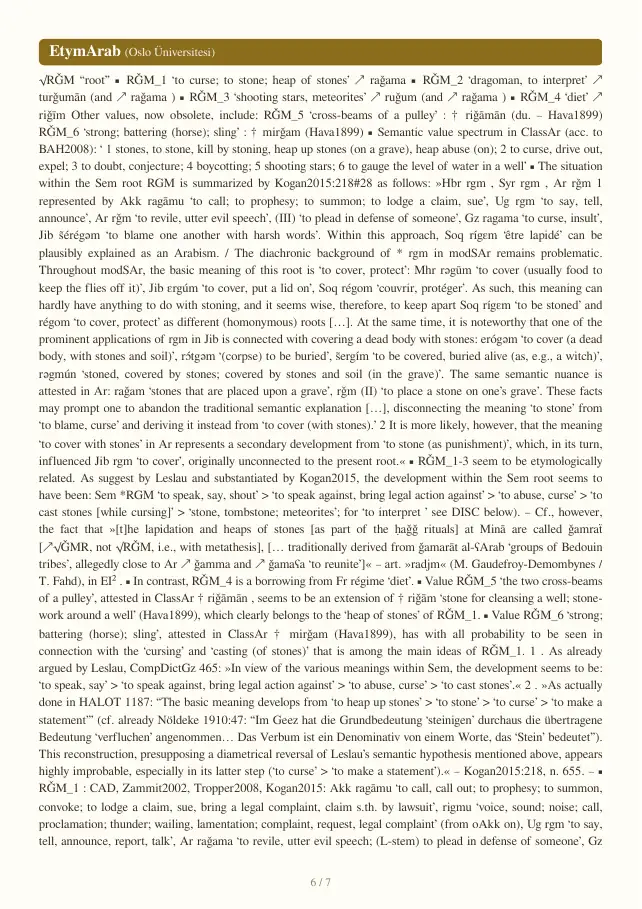 EtymArab (Oslo Üniversitesi)
√RǦM “root” ▪ RǦM_1 ‘to curse; to stone; heap of stones’ ↗ raǧama ▪ RǦM_2 ‘dragoman, to interpret’ ↗
turǧumān (and ↗ raǧama ) ▪ RǦM_3 ‘shooting stars, meteorites’ ↗ ruǧum (and ↗ raǧama ) ▪ RǦM_4 ‘diet’ ↗
riǧīm Other values, now obsolete, include: RǦM_5 ‘cross-beams of a pulley’ : † riǧāmān (du. – Hava1899)
RǦM_6 ‘strong; battering (horse); sling’ : † mirǧam (Hava1899) ▪ Semantic value spectrum in ClassAr (acc. to
BAH2008): ‘ 1 stones, to stone, kill by stoning, heap up stones (on a grave), heap abuse (on); 2 to curse, drive out,
expel; 3 to doubt, conjecture; 4 boycotting; 5 shooting stars; 6 to gauge the level of water in a well’ ▪ The situation
within the Sem root RGM is summarized by Kogan2015:218#28 as follows: »Hbr rgm , Syr rgm , Ar rǧm 1
represented by Akk ragāmu ‘to call; to prophesy; to summon; to lodge a claim, sue’, Ug rgm ‘to say, tell,
announce’, Ar rǧm ‘to revile, utter evil speech’, (III) ‘to plead in defense of someone’, Gz ragama ‘to curse, insult’,
Jib šérégəm ‘to blame one another with harsh words’. Within this approach, Soq rígɛm ‘être lapidé’ can be
plausibly explained as an Arabism. / The diachronic background of * rgm in modSAr remains problematic.
Throughout modSAr, the basic meaning of this root is ‘to cover, protect’: Mhr rəgūm ‘to cover (usually food to
keep the flies off it)’, Jib ɛrgúm ‘to cover, put a lid on’, Soq régom ‘couvrir, protéger’. As such, this meaning can
hardly have anything to do with stoning, and it seems wise, therefore, to keep apart Soq rígɛm ‘to be stoned’ and
régom ‘to cover, protect’ as different (homonymous) roots […]. At the same time, it is noteworthy that one of the
prominent applications of rgm in Jib is connected with covering a dead body with stones: erógəm ‘to cover (a dead
body, with stones and soil)’, rɔ́tgəm ‘(corpse) to be buried’, šergím ‘to be covered, buried alive (as, e.g., a witch)’,
rəgmún ‘stoned, covered by stones; covered by stones and soil (in the grave)’. The same semantic nuance is
attested in Ar: raǧam ‘stones that are placed upon a grave’, rǧm (II) ‘to place a stone on one’s grave’. These facts
may prompt one to abandon the traditional semantic explanation […], disconnecting the meaning ‘to stone’ from
‘to blame, curse’ and deriving it instead from ‘to cover (with stones).’ 2 It is more likely, however, that the meaning
‘to cover with stones’ in Ar represents a secondary development from ‘to stone (as punishment)’, which, in its turn,
influenced Jib rgm ‘to cover’, originally unconnected to the present root.« ▪ RǦM_1-3 seem to be etymologically
related. As suggest by Leslau and substantiated by Kogan2015, the development within the Sem root seems to
have been: Sem *RGM ‘to speak, say, shout’ > ‘to speak against, bring legal action against’ > ‘to abuse, curse’ > ‘to
cast stones [while cursing]’ > ‘stone, tombstone; meteorites’; for ‘to interpret ’ see DISC below). – Cf., however,
the fact that »[t]he lapidation and heaps of stones [as part of the ḥaǧǧ rituals] at Minā are called ǧamraẗ
[↗√ǦMR, not √RǦM, i.e., with metathesis], [… traditionally derived from ǧamarāt al-ʕArab ‘groups of Bedouin
tribes’, allegedly close to Ar ↗ ǧamma and ↗ ǧamaʕa ‘to reunite’]« – art. »radjm« (M. Gaudefroy-Demombynes /
T. Fahd), in EI² . ▪ In contrast, RǦM_4 is a borrowing from Fr régime ‘diet’. ▪ Value RǦM_5 ‘the two cross-beams
of a pulley’, attested in ClassAr † riǧāmān , seems to be an extension of † riǧām ‘stone for cleansing a well; stone-
work around a well’ (Hava1899), which clearly belongs to the ‘heap of stones’ of RǦM_1. ▪ Value RǦM_6 ‘strong;
battering (horse); sling’, attested in ClassAr † mirǧam (Hava1899), has with all probability to be seen in
connection with the ‘cursing’ and ‘casting (of stones)’ that is among the main ideas of RǦM_1. 1 . As already
argued by Leslau, CompDictGz 465: »In view of the various meanings within Sem, the development seems to be:
‘to speak, say’ > ‘to speak against, bring legal action against’ > ‘to abuse, curse’ > ‘to cast stones’.« 2 . »As actually
done in HALOT 1187: “The basic meaning develops from ‘to heap up stones’ > ‘to stone’ > ‘to curse’ > ‘to make a
statement’” (cf. already Nöldeke 1910:47: “Im Geez hat die Grundbedeutung ‘steinigen’ durchaus die übertragene
Bedeutung ‘verfluchen’ angenommen… Das Verbum ist ein Denominativ von einem Worte, das ‘Stein’ bedeutet”).
This reconstruction, presupposing a diametrical reversal of Leslau’s semantic hypothesis mentioned above, appears
highly improbable, especially in its latter step (‘to curse’ > ‘to make a statement’).« – Kogan2015:218, n. 655. – ▪
RǦM_1 : CAD, Zammit2002, Tropper2008, Kogan2015: Akk ragāmu ‘to call, call out; to prophesy; to summon,
convoke; to lodge a claim, sue, bring a legal complaint, claim s.th. by lawsuit’, rigmu ‘voice, sound; noise; call,
proclamation; thunder; wailing, lamentation; complaint, request, legal complaint’ (from oAkk on), Ug rgm ‘to say,
tell, announce, report, talk’, Ar raǧama ‘to revile, utter evil speech; (L-stem) to plead in defense of someone’, Gz
6 / 7